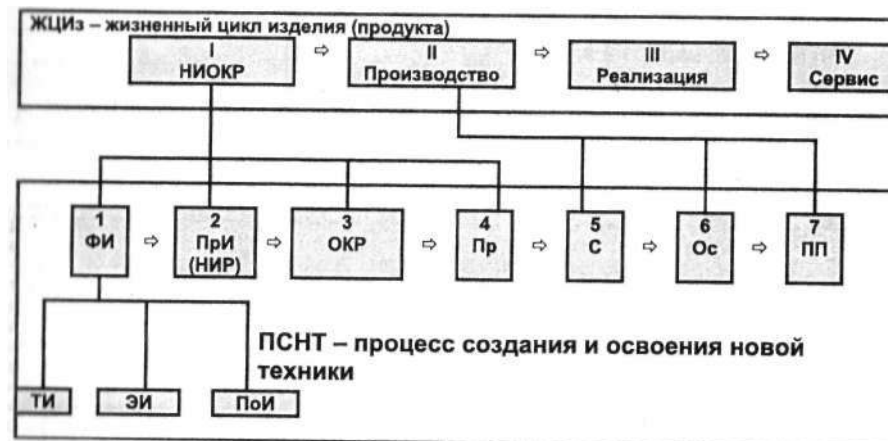 ЖЦИз – жизненный цикл изделия (продукта)
I
НИОКР
⇨
II
Производство
⇨
III
Реализация
⇨
IV
Сервис
1
ФИ
⇨
2
ПрИ
(НИР)
⇨
3
ОКР
⇨
4
Пр
⇨
5
С
⇨
6
Ос
⇨
7
ПП
ПСНТ – процесс создания и освоения новой
техники
ТИ
ЭИ
ПоИ